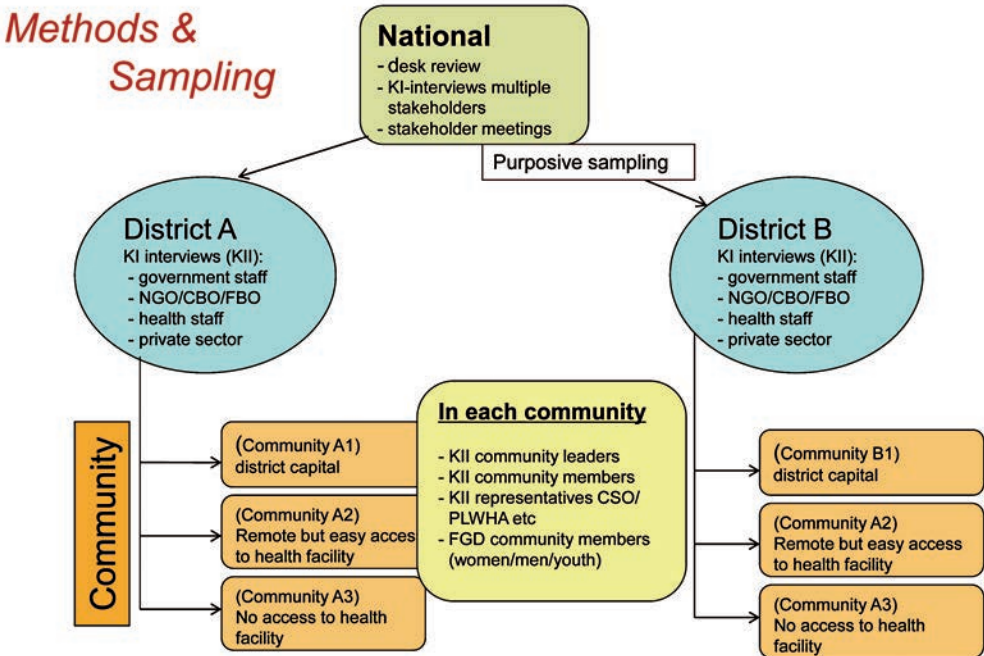 Methods &
Sampling
National
- desk review
- KI-interviews multiple
stakeholders
- stakeholder meetings
Purposive sampling
District A
KI interviews (KII):
- government staff
- NGO/CBO/FBO
- health staff
- private sector
District B
KI interviews (KII):
- government staff
- NGO/CBO/FBO
- health staff
- private sector
Community
(Community A1)
district capital
(Community A2)
Remote but easy acces
to health facility
(Community A3)
No access to health
facility
In each community
- KII community leaders
- KII community members
- KII representatives CSO/
PLWHA etc
- FGD community members
(women/men/youth)
(Community B1)
district capital
(Community A2)
Remote but easy access
to health facility
(Community A3)
No access to health
facility